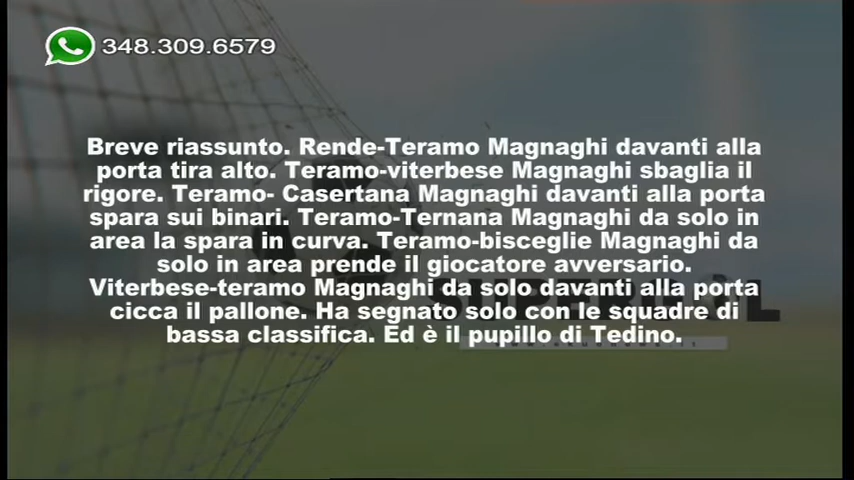 348.309.6579
Breve riassunto. Rende-Teramo Magnaghi davanti alla
porta tira alto. Teramo-viterbese Magnaghi sbaglia il
rigore. Teramo- Casertana Magnaghi davanti alla porta
spara sui binari. Teramo-Ternana Magnaghi da solo in
area la spara in curva. Teramo-bisceglie Magnaghi da
solo in area prende il giocatore avversario.
Viterbese-teramo Magnaghi da solo davanti alla porta
cicca il pallone. Ha segnato solo con le squadre di
bassa classifica. Ed è il pupillo di Tedino.